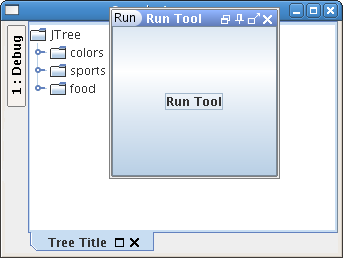 Run Run Tool
1 : Debug
JTree
colors
sports
food
Run Tool
Tree Title